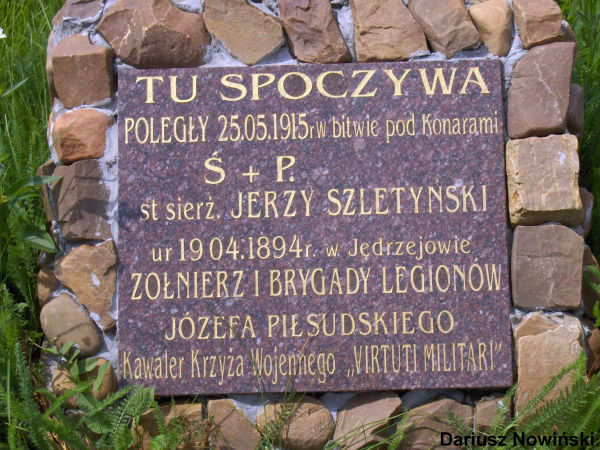 TU SPOCZYWA
POLEGŁY 25.05.1915r w bitwie pod Konarami
Ś + P.
st sierż. JERZY SZLETYŃSKI
ur 19 04.1894r. w Jędrzejowie
ŻOŁNIERZ I BRYGADY LEGIONÓW
JÓZEFA PIŁSUDSKIEGO
Kawaler Krzyża Wojennego „VIRTUTI MILITARI"
Dariusz Nowiński